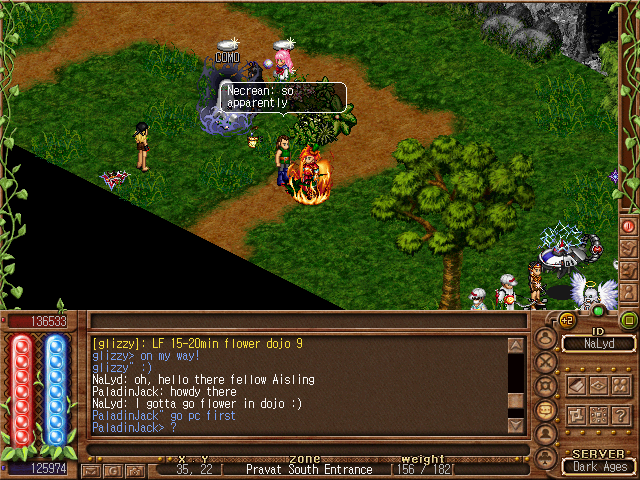 COMO
Necrean: so
apparently
136533
[glizzy]: LF 15-20min flower dojo 9
glizzy> on my way!
glizzy" :)
NaLyd: oh, hello there fellow Aisling
PaladinJack: howdy there
NaLyd: I gotta go flower in dojo :)
PaladinJack" go pc first
PaladinJack> ?
+2
ID
NaLyd
?
125974
G
x y zone weight
35, 22 [ Pravat South Entrance [156 / 182[
SERVER
Dark Ages